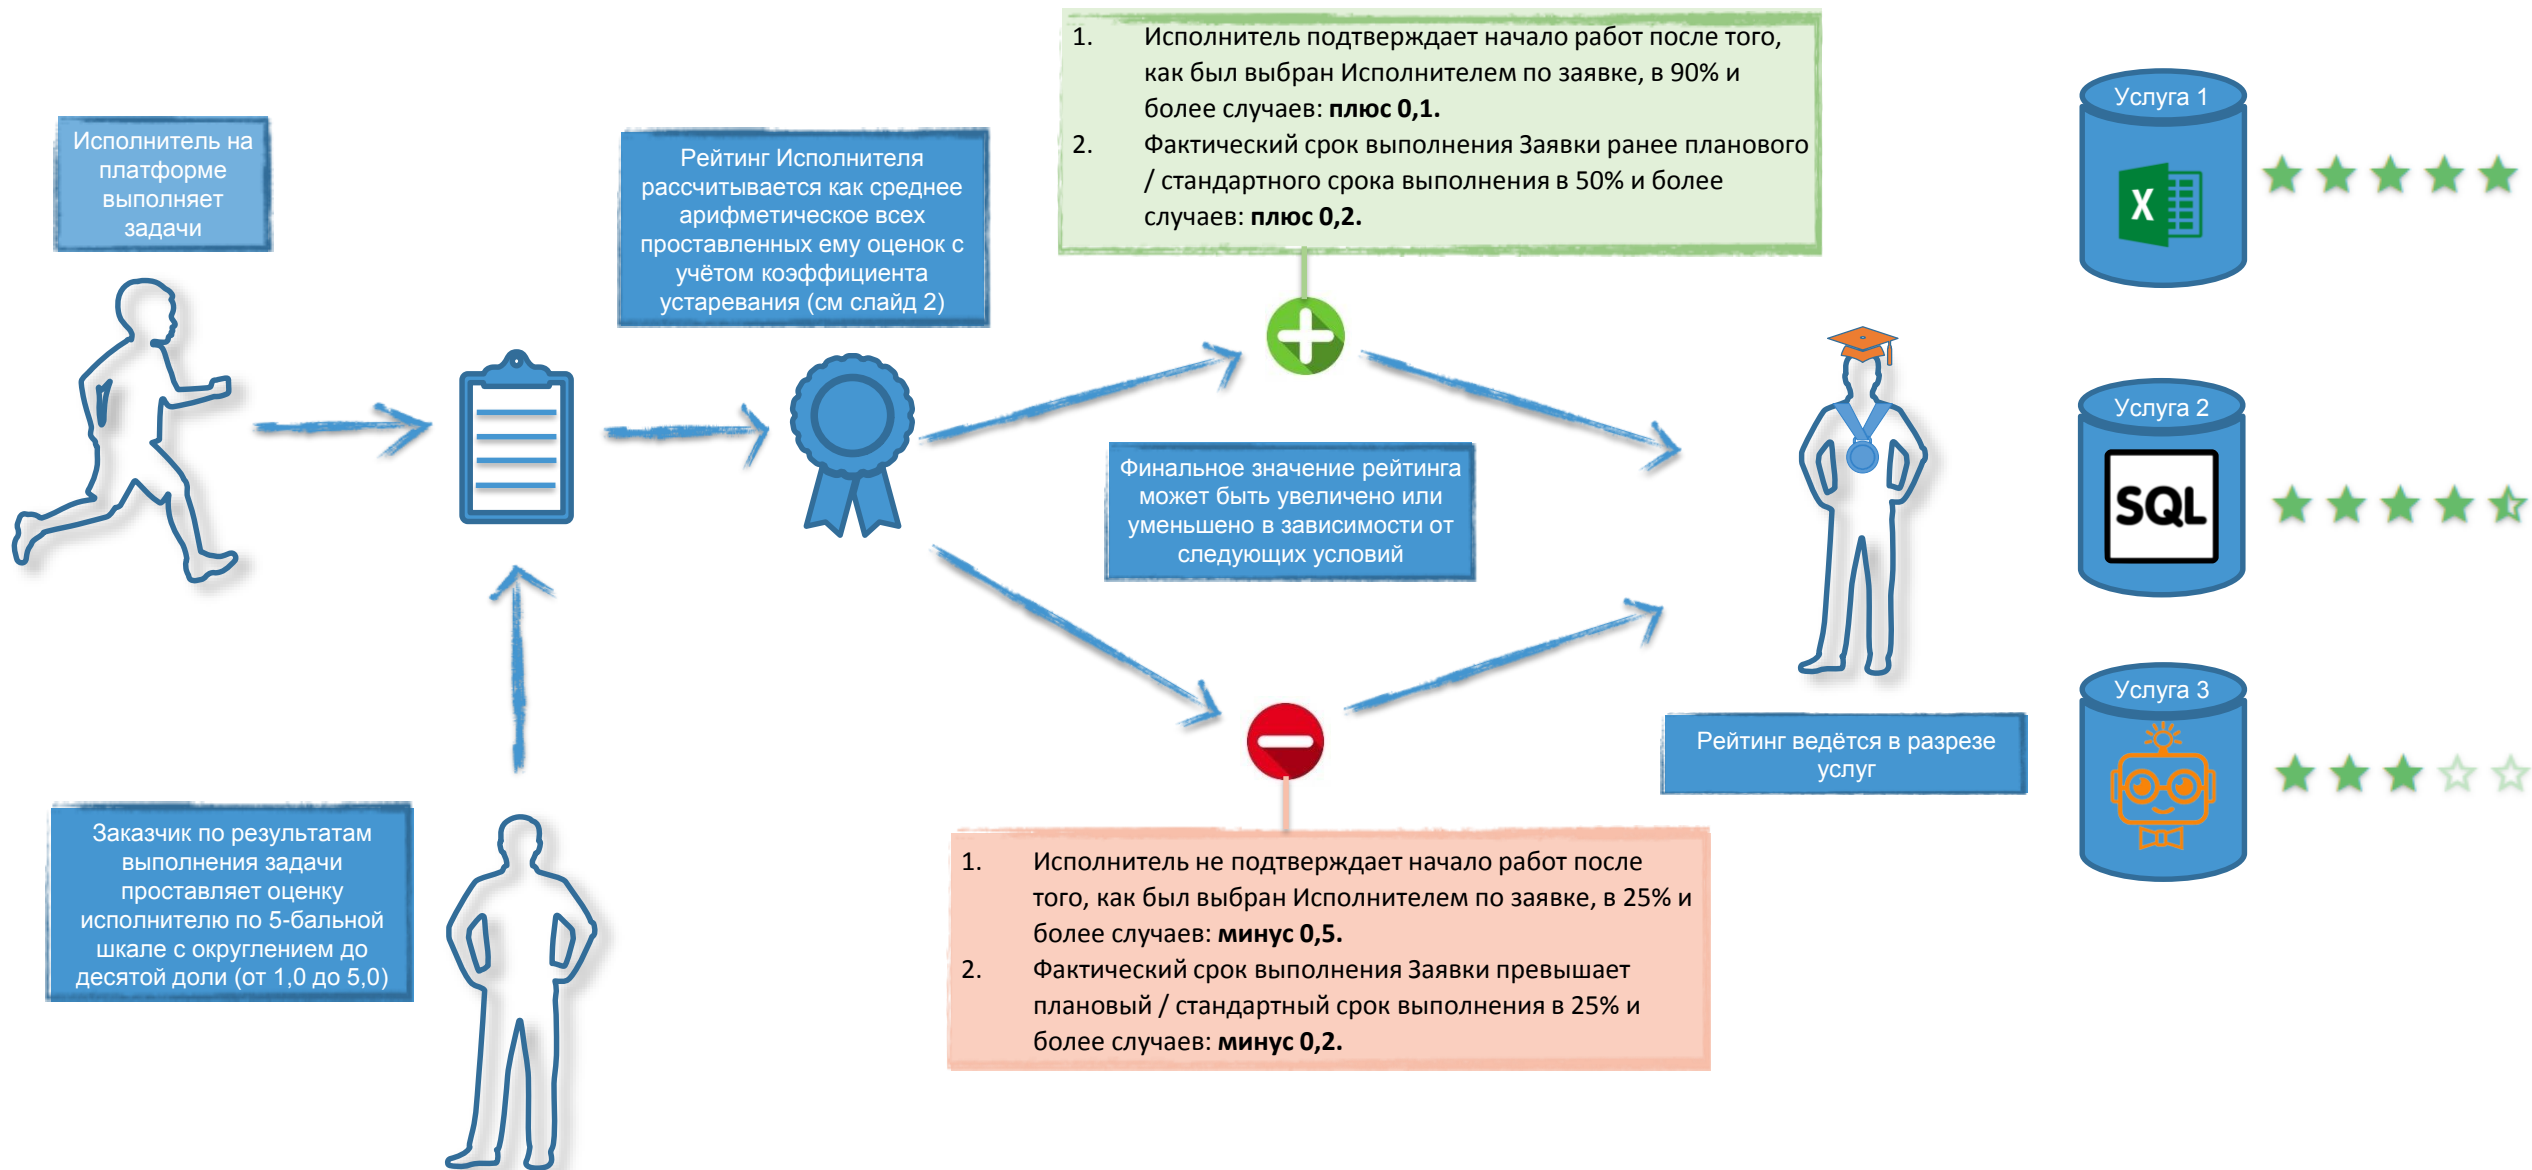 Исполнитель на
платформе
выполняет
задачи
Заказчик по результатам
выполнения задачи
проставляет оценку
исполнителю по 5-бальной
шкале с округлением до
десятой доли (от 1,0 до 5,0)
Рейтинг Исполнителя
рассчитывается как среднее
арифметическое всех
проставленных ему оценок с
учётом коэффициента
устаревания (см слайд 2)
1. Исполнитель подтверждает начало работ после того,
как был выбран Исполнителем по заявке, в 90% и
более случаев: плюс 0,1.
2. Фактический срок выполнения Заявки ранее планового
/ стандартного срока выполнения в 50% и более
случаев: плюс 0,2.
Финальное значение рейтинга
может быть увеличено или
уменьшено в зависимости от
следующих условий
1. Исполнитель не подтверждает начало работ после
того, как был выбран Исполнителем по заявке, в 25% и
более случаев: минус 0,5.
2. Фактический срок выполнения Заявки превышает
плановый / стандартный срок выполнения в 25% и
более случаев: минус 0,2.
Рейтинг ведётся в разрезе
услуг
Услуга 1
X
Услуга 2
SQL
Услуга 3